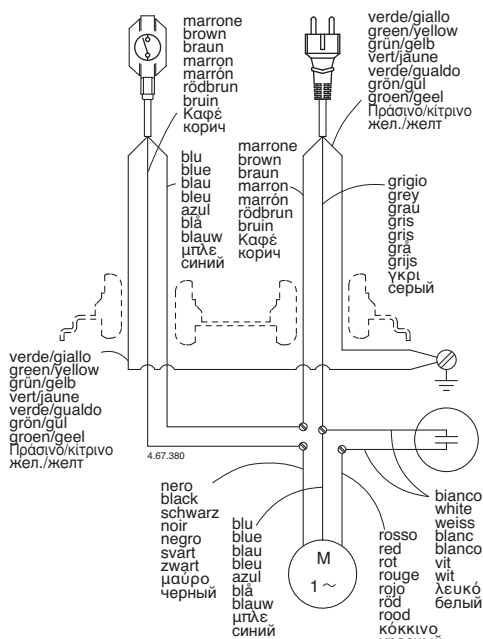 marrone
brown
braun
marron
marrón
rödbrun
bruin
Καφέ
корич
verde/giallo
green/yellow
grün/gelb
vert/jaune
verde/gualdo
grön/gul
groen/geel
Πράσινο/κίτρινο
жел./желт
blu
blue
blau
bleu
azul
blå
blauw
μπλε
синий
marrone
brown
braun
marron
marrón
rödbrun
bruin
Καφέ
корич
grigio
grey
grau
gris
gris
grå
grijs
γκρι
серый
verde/giallo
green/yellow
grün/gelb
vert/jaune
verde/gualdo
grön/gul
groen/geel
Πράσινο/κίτρινο
жел./желт
4.67.380
nero
black
schwarz
noir
negro
svart
zwart
μαύρο
черный
blu
blue
blau
bleu
azul
blå
blauw
μπλε
синий
M
1~
rosso
red
rot
rouge
rojo
röd
rood
κόκκινο
bianco
white
weiss
blanc
blanco
vit
wit
λευκό
белый